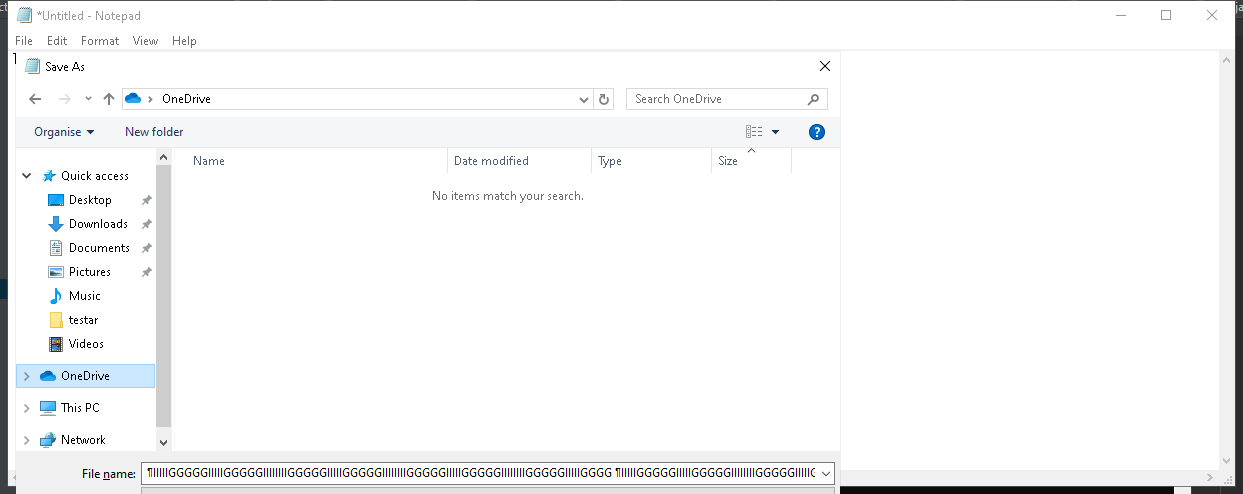 *Untitled - Notepad
File Edit Format View Help
Save As
OneDrive
Search OneDrive
Organise New folder
Name Date modified Type Size
No items match your search.
Quick access
Desktop
Downloads
Documents
Pictures
Music
testar
Videos
OneDrive
This PC
Network
File name: